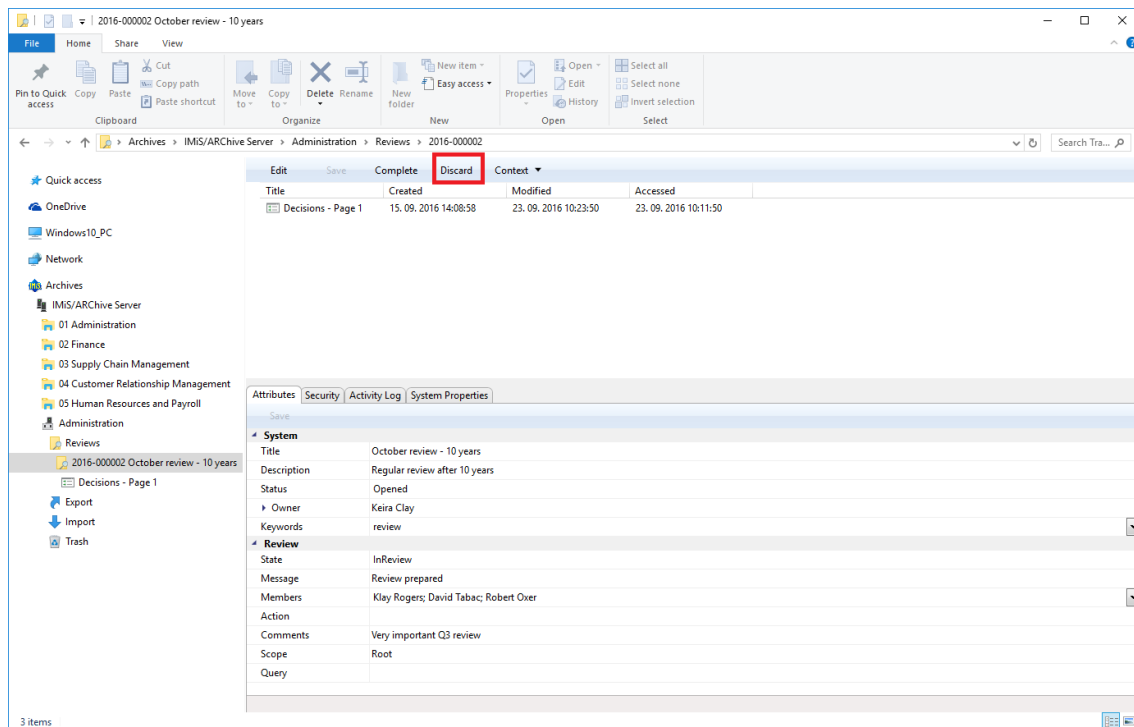 2016-000002 October review - 10 years
File Home Share View
Pin to Quick access
Copy
Paste
Cut
Copy path
Paste shortcut
Clipboard
Move to
Copy to
Delete
Rename
Organize
New folder
New item
Easy access
New
Properties
Open
Edit
History
Open
Select all
Select none
Invert selection
Select
Archives > IMiS/ARChive Server > Administration > Reviews > 2016-000002
Search Tra...
Quick access
OneDrive
Windows10_PC
Network
Archives
IMiS/ARChive Server
01 Administration
02 Finance
03 Supply Chain Management
04 Customer Relationship Management
05 Human Resources and Payroll
Administration
Reviews
2016-000002 October review - 10 years
Decisions - Page 1
Export
Import
Trash
Edit Save Complete Discard Context
Title Created Modified Accessed
Decisions - Page 1 15. 09. 2016 14:08:58 23. 09. 2016 10:23:50 23. 09. 2016 10:11:50
Attributes Security Activity Log System Properties
Save
System
Title October review - 10 years
Description Regular review after 10 years
Status Opened
Owner Keira Clay
Keywords review
Review
State InReview
Message Review prepared
Members Klay Rogers; David Tabac; Robert Oxer
Action
Comments Very important Q3 review
Scope Root
Query
3 items